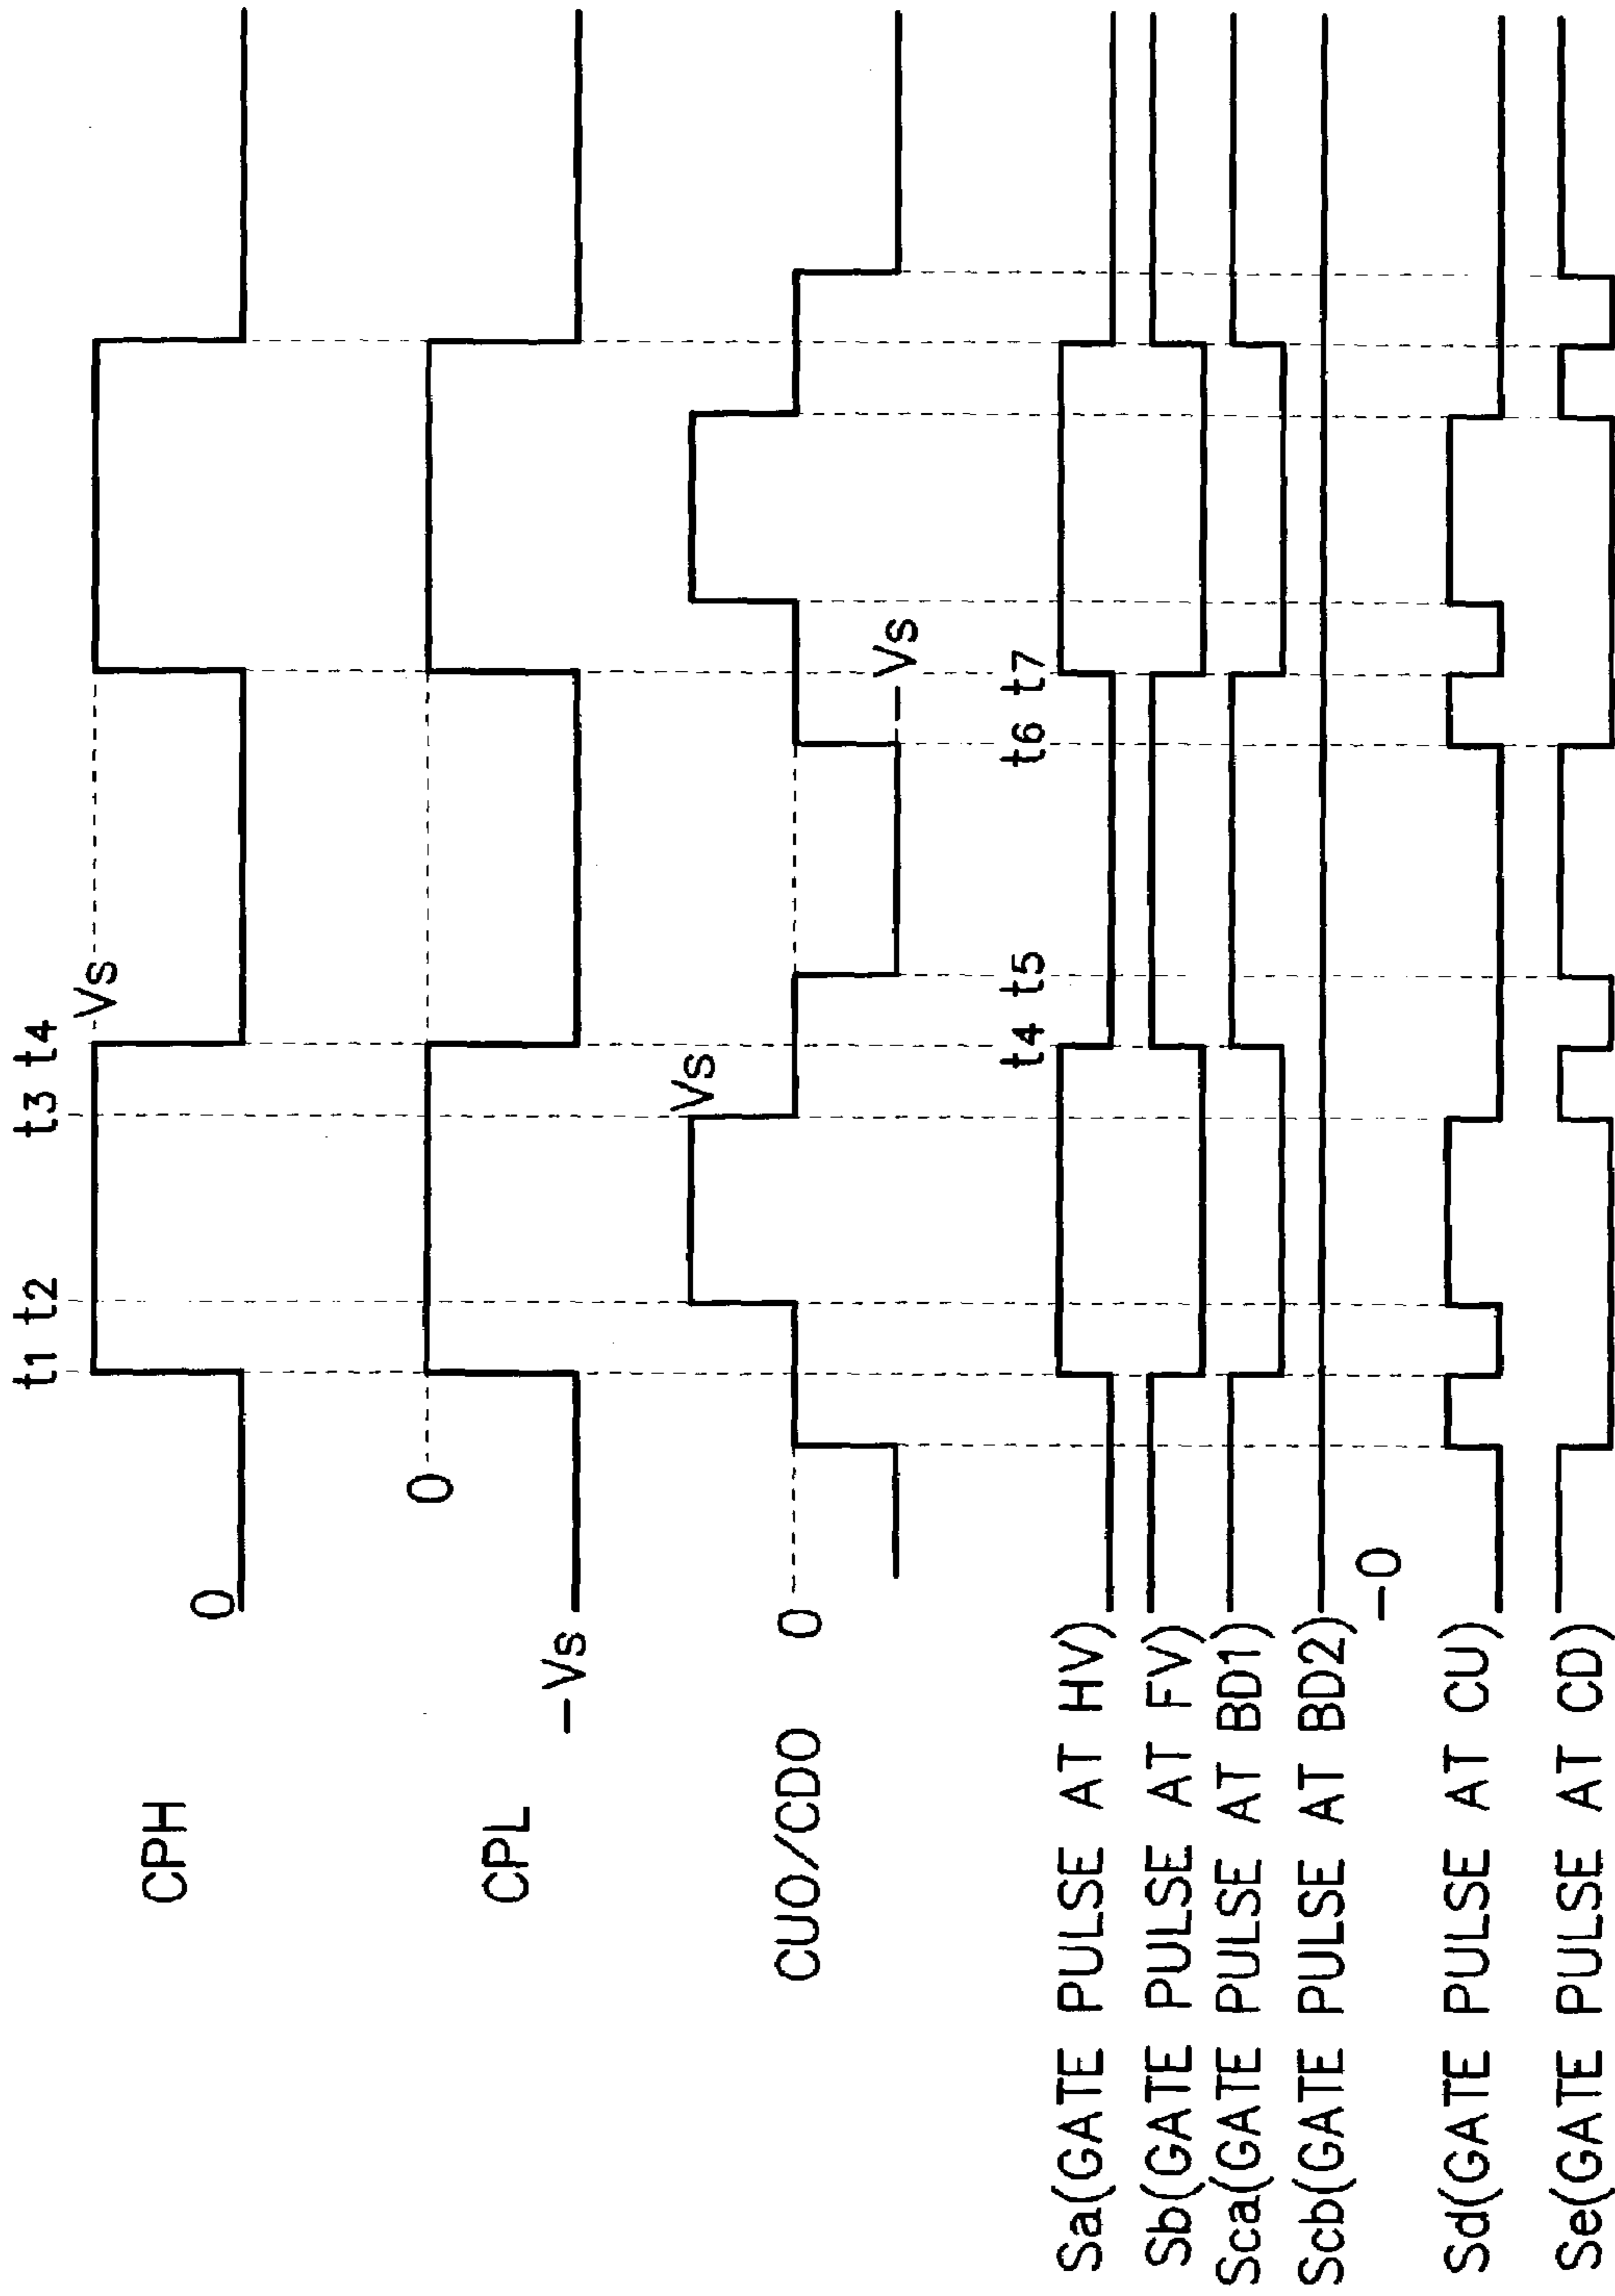 t1 t2 t3 t4
CPH
0
Vs
CPL
-Vs
0
CUO/CDO
0
Vs
-Vs
t4 t5 t6 t7
Sa(GATE PULSE AT HV)
Sb(GATE PULSE AT FV)
Sca(GATE PULSE AT BD1)
Scb(GATE PULSE AT BD2)
-0
Sd(GATE PULSE AT CU)
Se(GATE PULSE AT CD)